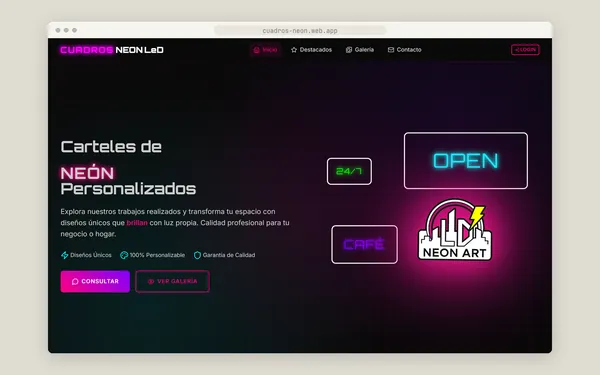 cuadros-neon.web.app
CUADROS NEON LeD
Inicio
Destacados
Galería
Contacto
LOGIN
Carteles de
NEÓN
Personalizados
Explora nuestros trabajos realizados y transforma tu espacio con
diseños únicos que brillan con luz propia. Calidad profesional para tu
negocio o hogar.
Diseños Únicos
100% Personalizable
Garantía de Calidad
CONSULTAR
VER GALERÍA
24/7
OPEN
CAFÉ
NEON ART